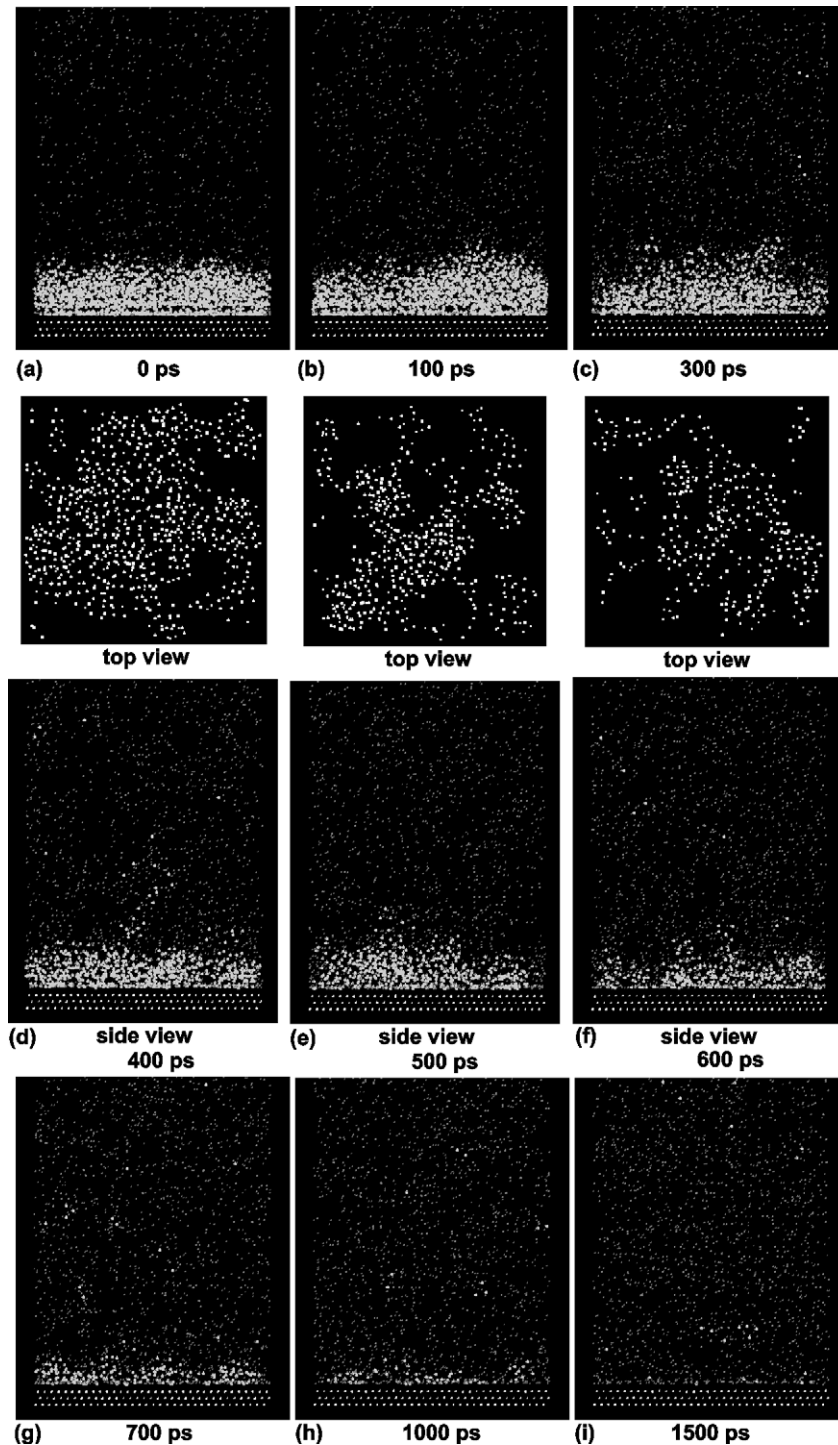 (a) 0 ps (b) 100 ps (c) 300 ps
top view top view top view
(d) side view (e) side view (f) side view
400 ps 500 ps 600 ps
(g) 700 ps (h) 1000 ps (i) 1500 ps